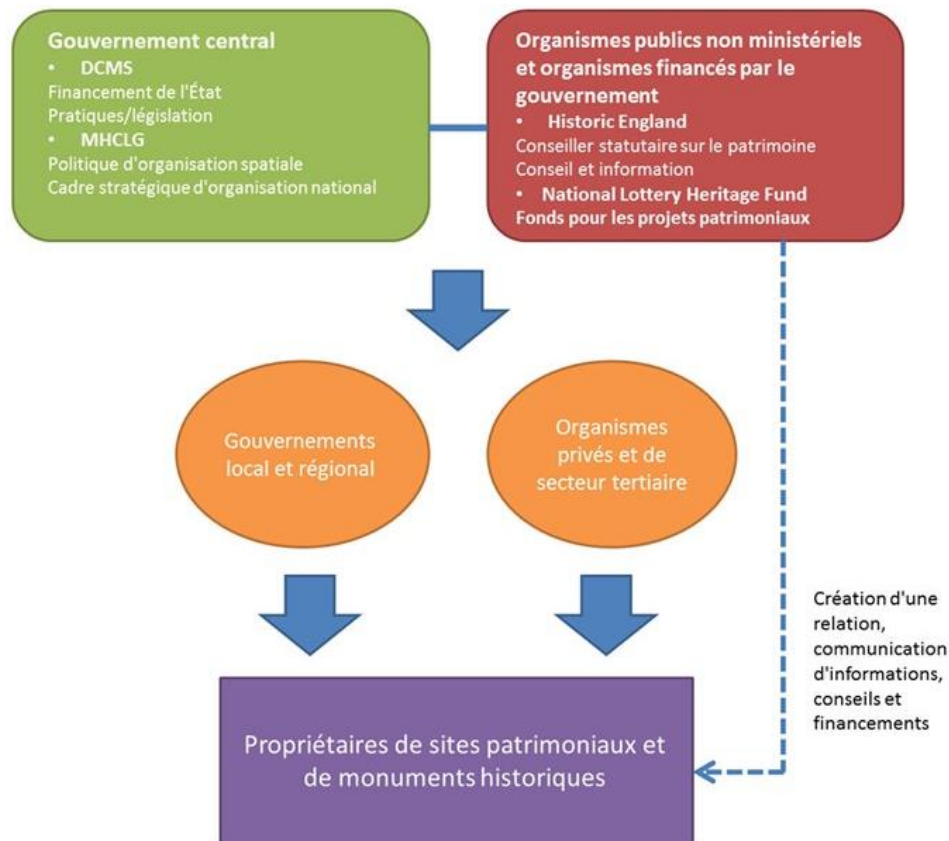 Gouvernement central
• DCMS
Financement de l'État
Pratiques/législation
• MHCLG
Politique d'organisation spatiale
Cadre stratégique d'organisation national
Organismes publics non ministériels
et organismes financés par le
gouvernement
• Historic England
Conseiller statutaire sur le patrimoine
Conseil et information
• National Lottery Heritage Fund
Fonds pour les projets patrimoniaux
Gouvernements
local et régional
Organismes
privés et de
secteur tertiaire
Création d'une
relation,
communication
d'informations,
conseils et
financements
Propriétaires de sites patrimoniaux et
de monuments historiques